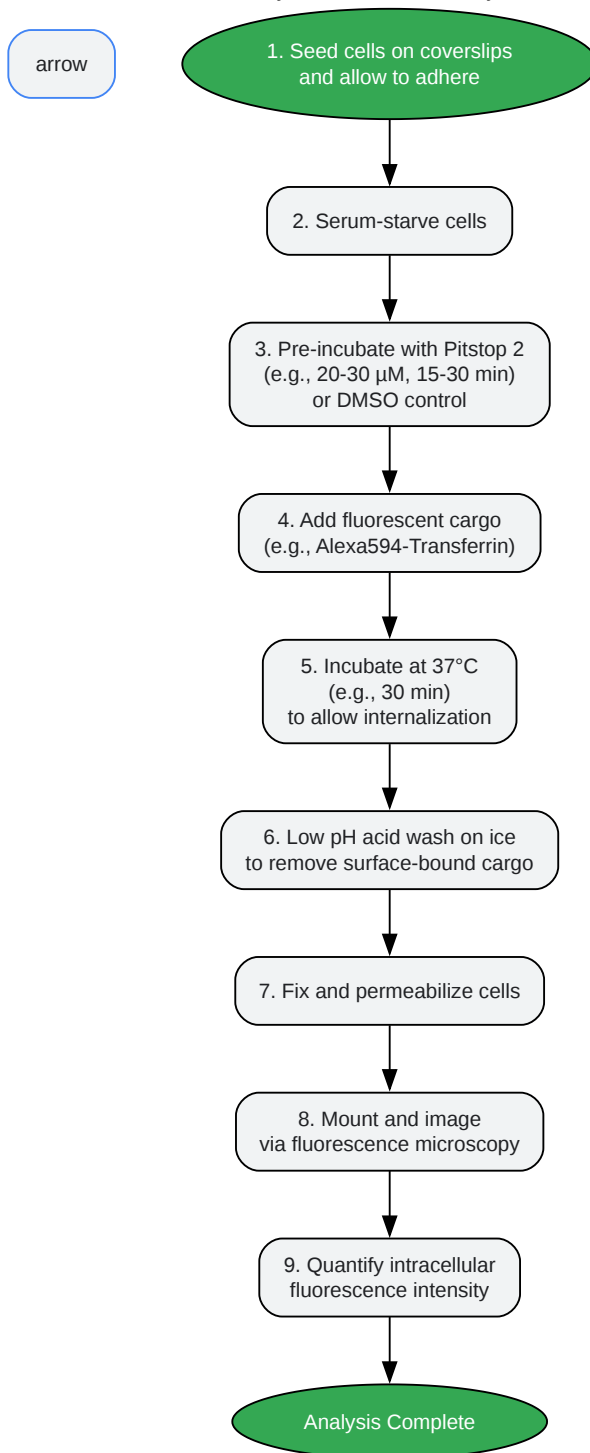 arrow
1. Seed cells on coverslips
and allow to adhere
2. Serum-starve cells
3. Pre-incubate with Pitstop 2
(e.g., 20-30 µM, 15-30 min)
or DMSO control
4. Add fluorescent cargo
(e.g., Alexa594-Transferrin)
5. Incubate at 37°C
(e.g., 30 min)
to allow internalization
6. Low pH acid wash on ice
to remove surface-bound cargo
7. Fix and permeabilize cells
8. Mount and image
via fluorescence microscopy
9. Quantify intracellular
fluorescence intensity
Analysis Complete